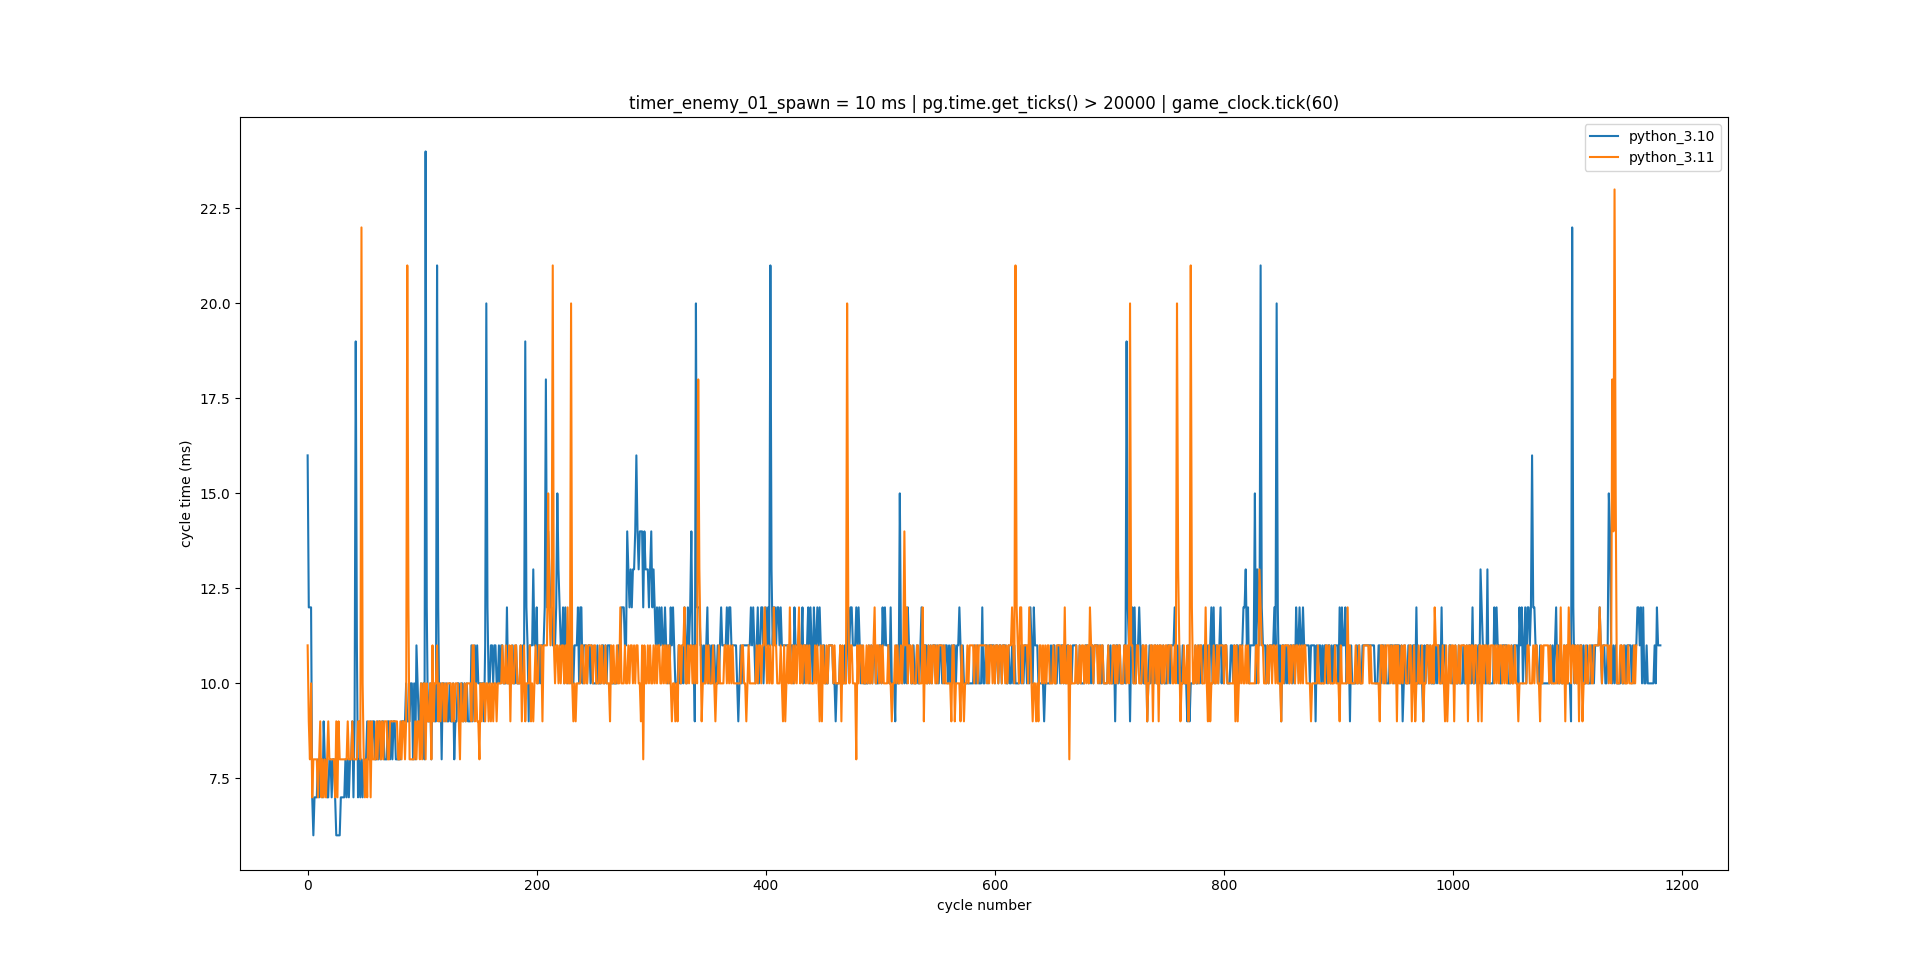 timer_enemy_01_spawn = 10 ms | pg.time.get_ticks() > 20000 | game_clock.tick(60)
python_3.10
python_3.11
22.5
20.0
17.5
15.0
12.5
10.0
7.5
cycle time (ms)
0 200 400 600 800 1000 1200
cycle number